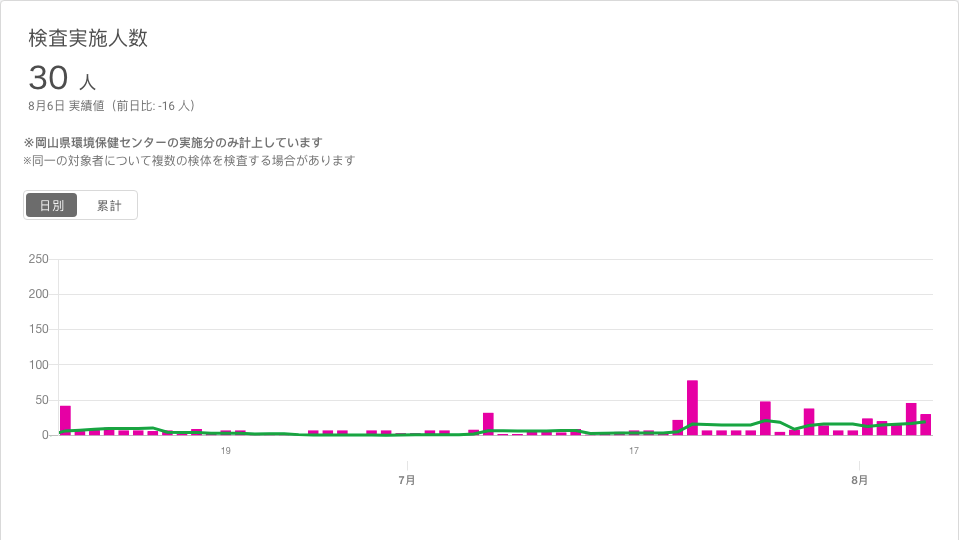 検査実施人数
30 人
8月6日 実績値（前日比: -16 人）
※岡山県環境保健センターの実施分のみ計上しています
※同一の対象者について複数の検体を検査する場合があります
日別 累計
250
200
150
100
50
0
19 17
7月 8月